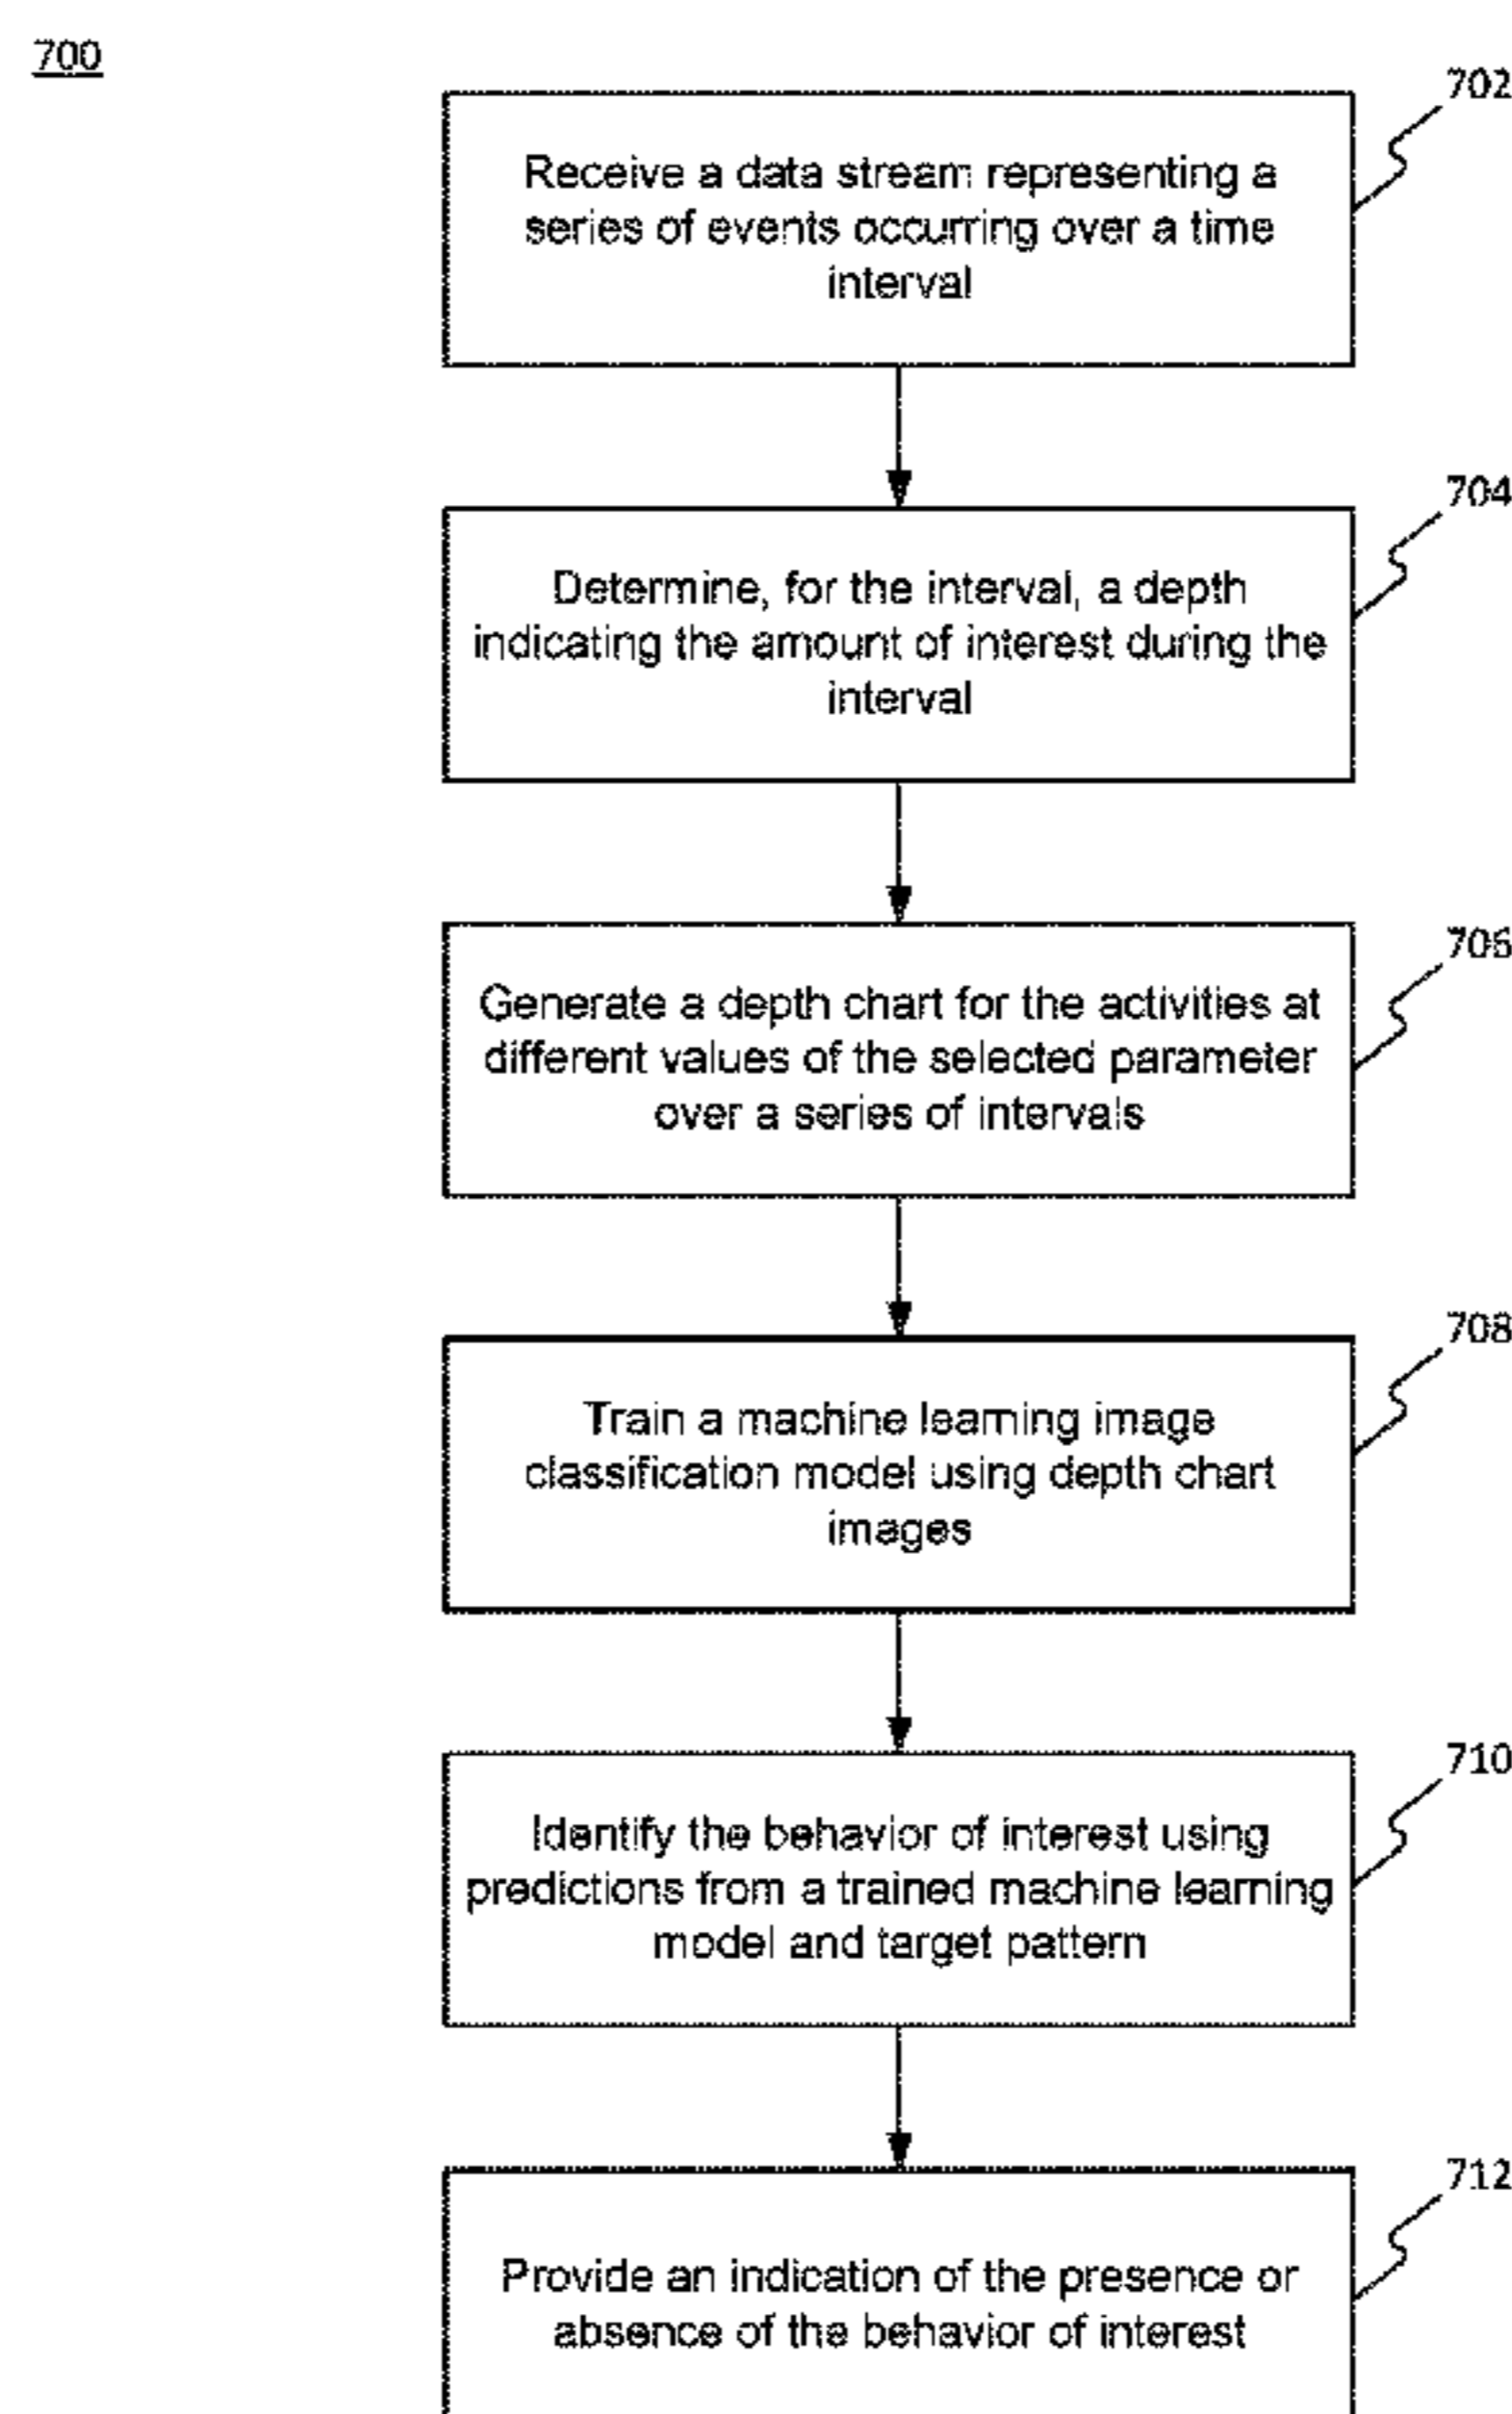 700
702
Receive a data stream representing a
series of events occurring over a time
interval
704
Determine, for the interval, a depth
indicating the amount of interest during the
interval
706
Generate a depth chart for the activities at
different values of the selected parameter
over a series of intervals
708
Train a machine learning image
classification model using depth chart
images
710
Identify the behavior of interest using
predictions from a trained machine learning
model and target pattern
712
Provide an indication of the presence or
absence of the behavior of interest